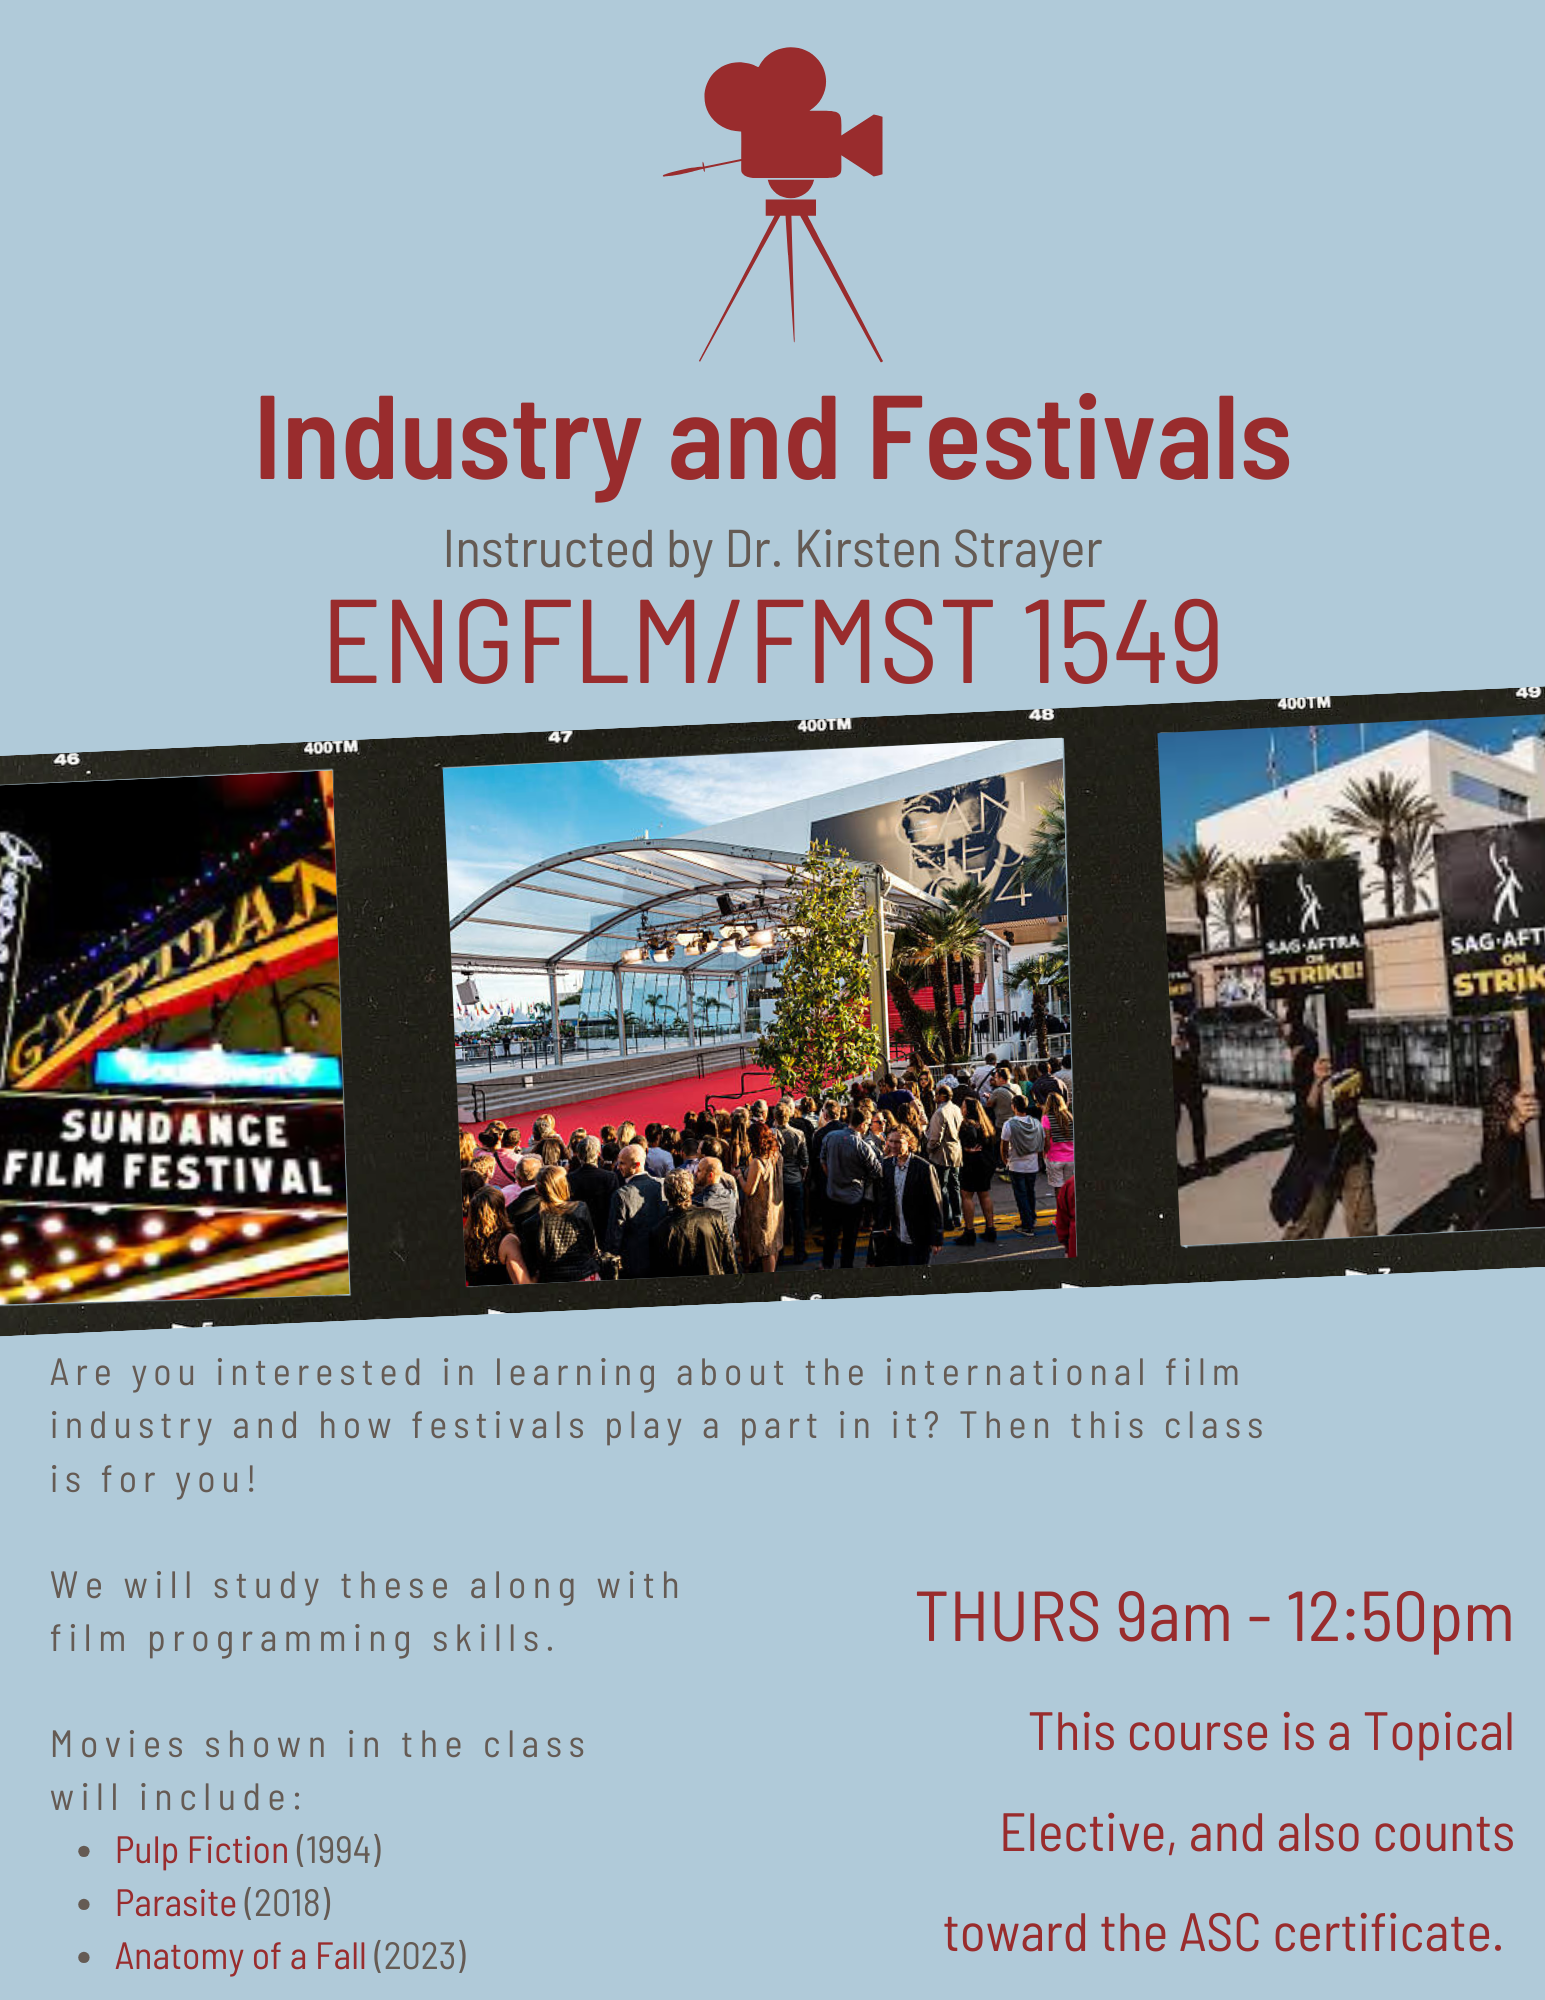 Industry and Festivals
Instructed by Dr. Kirsten Strayer
ENGFLM/FMST 1549
46
400TM
47
400TM
48
400TM
49
GYPTIAN
SUNDANCE
FILM FESTIVAL
SAG·AFTRA
ON
STRIKE!
SAG·AFT
ON
STRIK
5
6
7
Are you interested in learning about the international film
industry and how festivals play a part in it? Then this class
is for you!
We will study these along with
film programming skills.
Movies shown in the class
will include:
• Pulp Fiction (1994)
• Parasite (2018)
• Anatomy of a Fall (2023)
THURS 9am - 12:50pm
This course is a Topical
Elective, and also counts
toward the ASC certificate.